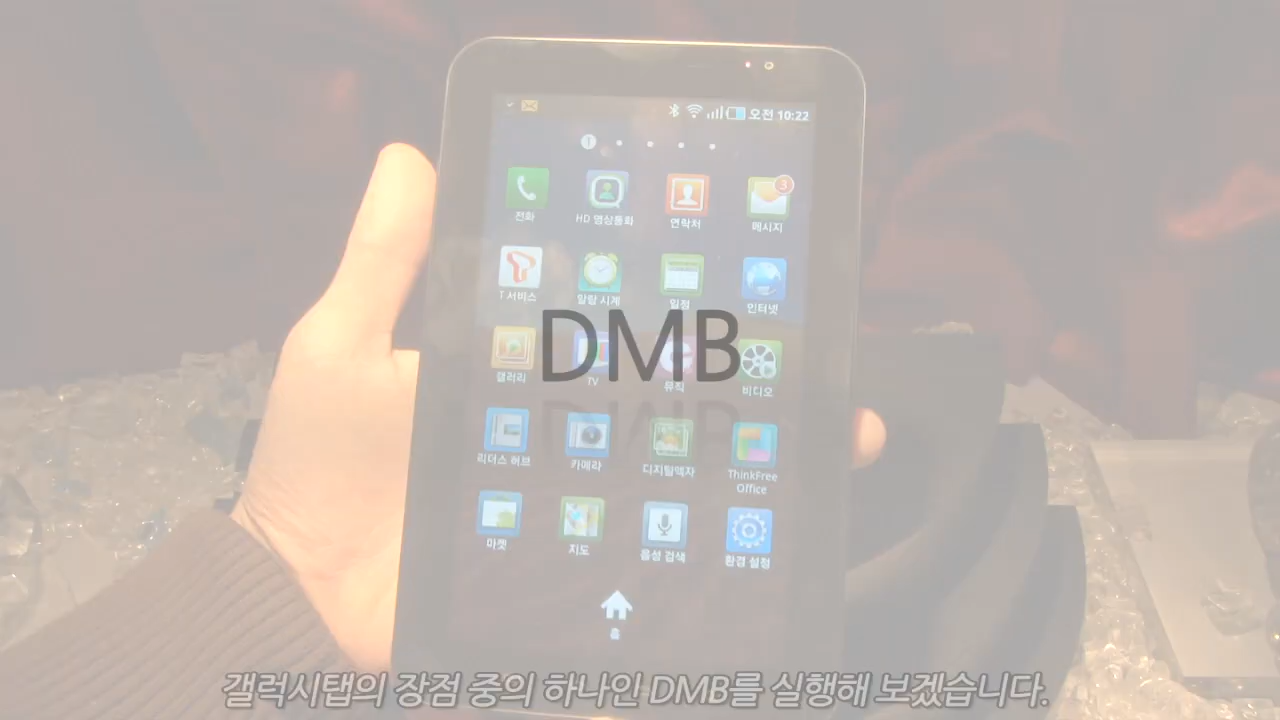 오전 10:22
전화
HD 영상통화
연락처
3
메시지
T 서비스
알람 시계
일정
인터넷
DMB
갤러리
TV
뮤직
비디오
리더스 허브
카메라
디지털액자
ThinkFree
Office
마켓
지도
음성 검색
환경 설정
홈
갤럭시탭의 장점 중의 하나인 DMB를 실행해 보겠습니다.